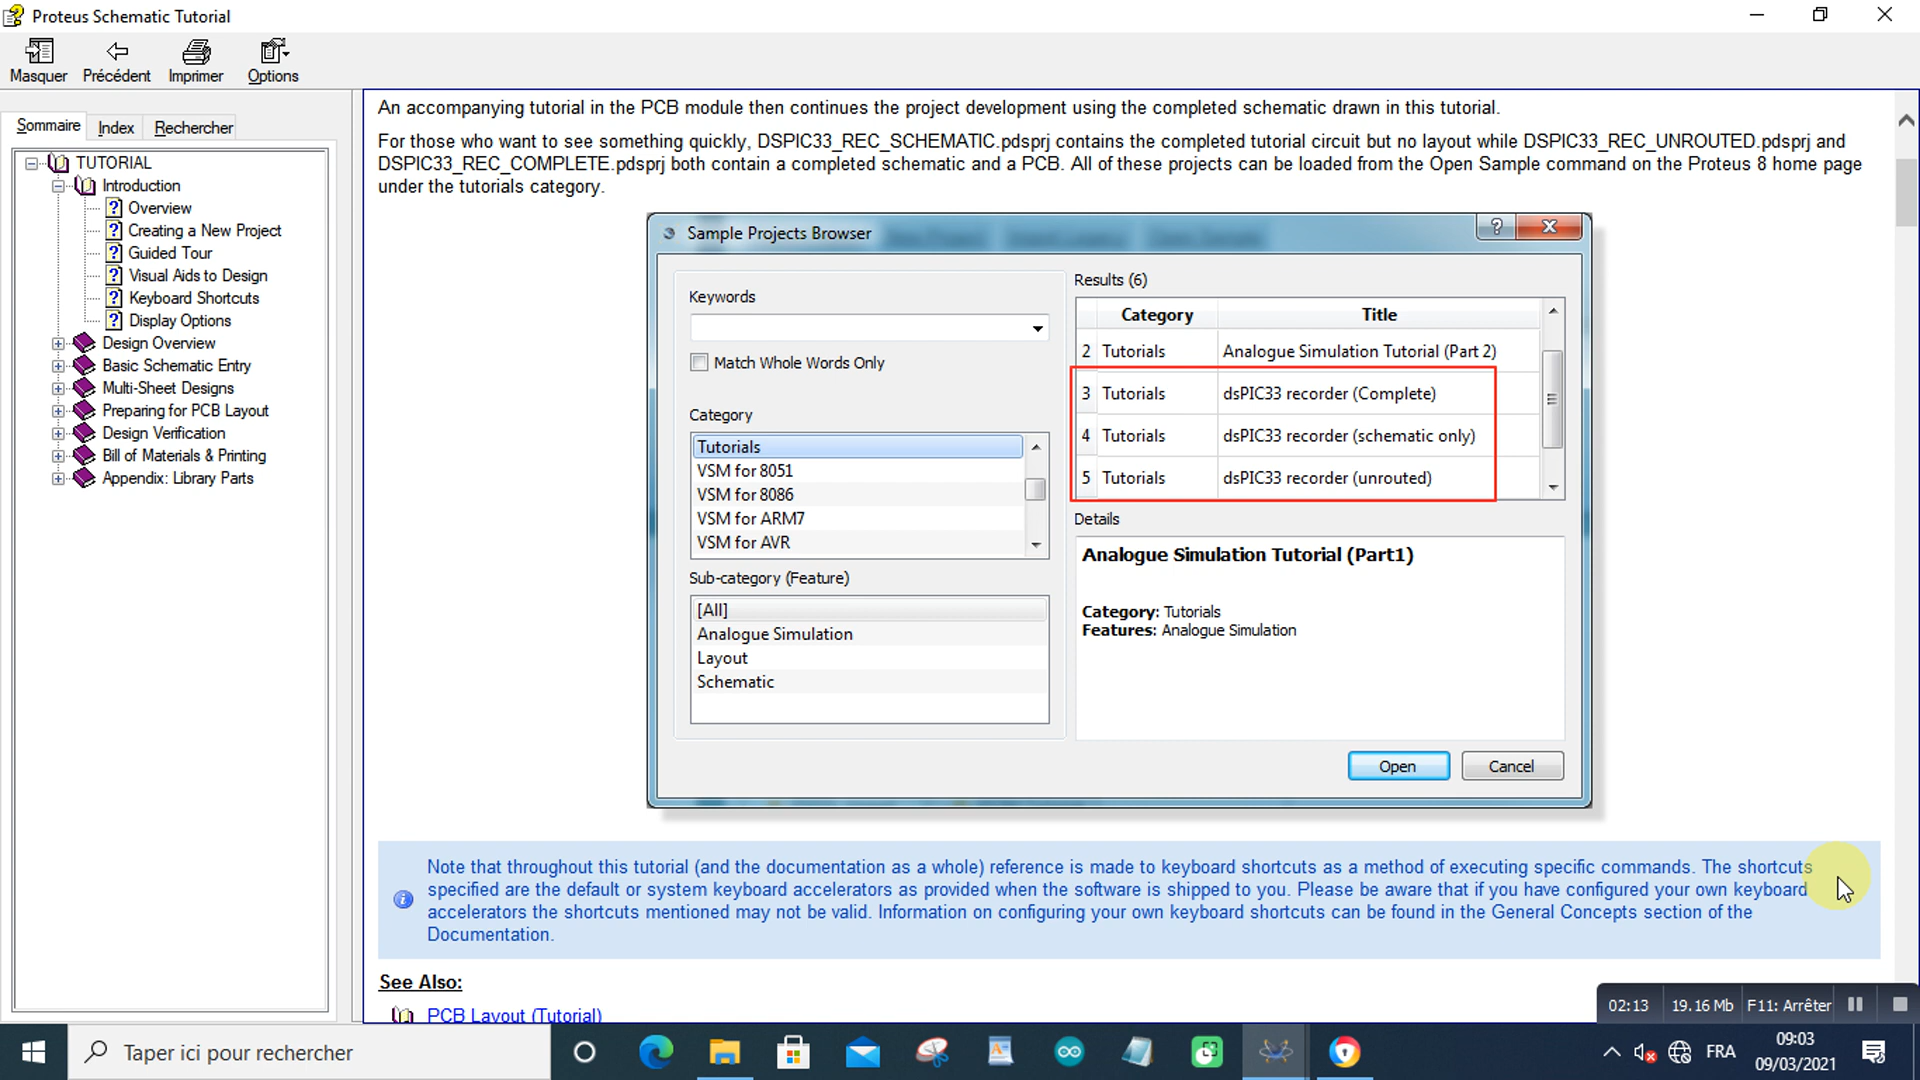 Proteus Schematic Tutorial
Masquer
Précédent
Imprimer
Options
Sommaire
Index
Rechercher
TUTORIAL
Introduction
Overview
Creating a New Project
Guided Tour
Visual Aids to Design
Keyboard Shortcuts
Display Options
Design Overview
Basic Schematic Entry
Multi-Sheet Designs
Preparing for PCB Layout
Design Verification
Bill of Materials & Printing
Appendix: Library Parts
An accompanying tutorial in the PCB module then continues the project development using the completed schematic drawn in this tutorial.
For those who want to see something quickly, DSPIC33_REC_SCHEMATIC.pdsprj contains the completed tutorial circuit but no layout while DSPIC33_REC_UNROUTED.pdsprj and
DSPIC33_REC_COMPLETE.pdsprj both contain a completed schematic and a PCB. All of these projects can be loaded from the Open Sample command on the Proteus 8 home page
under the tutorials category.
Sample Projects Browser
Keywords
Match Whole Words Only
Category
Tutorials
VSM for 8051
VSM for 8086
VSM for ARM7
VSM for AVR
Sub-category (Feature)
[All]
Analogue Simulation
Layout
Schematic
Results (6)
Category Title
2 Tutorials Analogue Simulation Tutorial (Part 2)
3 Tutorials dsPIC33 recorder (Complete)
4 Tutorials dsPIC33 recorder (schematic only)
5 Tutorials dsPIC33 recorder (unrouted)
Details
Analogue Simulation Tutorial (Part1)
Category: Tutorials
Features: Analogue Simulation
Open
Cancel
Note that throughout this tutorial (and the documentation as a whole) reference is made to keyboard shortcuts as a method of executing specific commands. The shortcuts
specified are the default or system keyboard accelerators as provided when the software is shipped to you. Please be aware that if you have configured your own keyboard
accelerators the shortcuts mentioned may not be valid. Information on configuring your own keyboard shortcuts can be found in the General Concepts section of the
Documentation.
See Also:
PCB Layout (Tutorial)
02:13
19.16 Mb
F11: Arrêter
Taper ici pour rechercher
FRA
09:03
09/03/2021